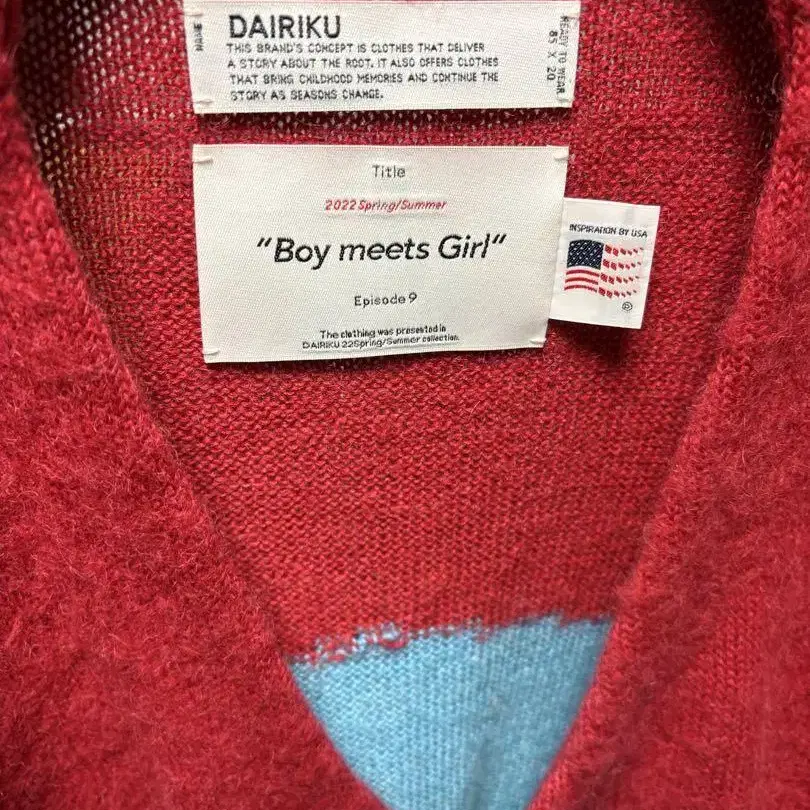 DAIRIKU
THIS BRAND'S CONCEPT IS CLOTHES THAT DELIVER
A STORY ABOUT THE ROOT. IT ALSO OFFERS CLOTHES
THAT BRING CHILDHOOD MEMORIES AND CONTINUE THE
STORY AS SEASONS CHANGE.
NAME
READY TO WEAR
85 X 20
Title
2022 Spring/Summer
"Boy meets Girl"
Episode 9
The clothing was presented in
DAIRIKU 22Spring/Summer collection.
INSPIRATION BY USA